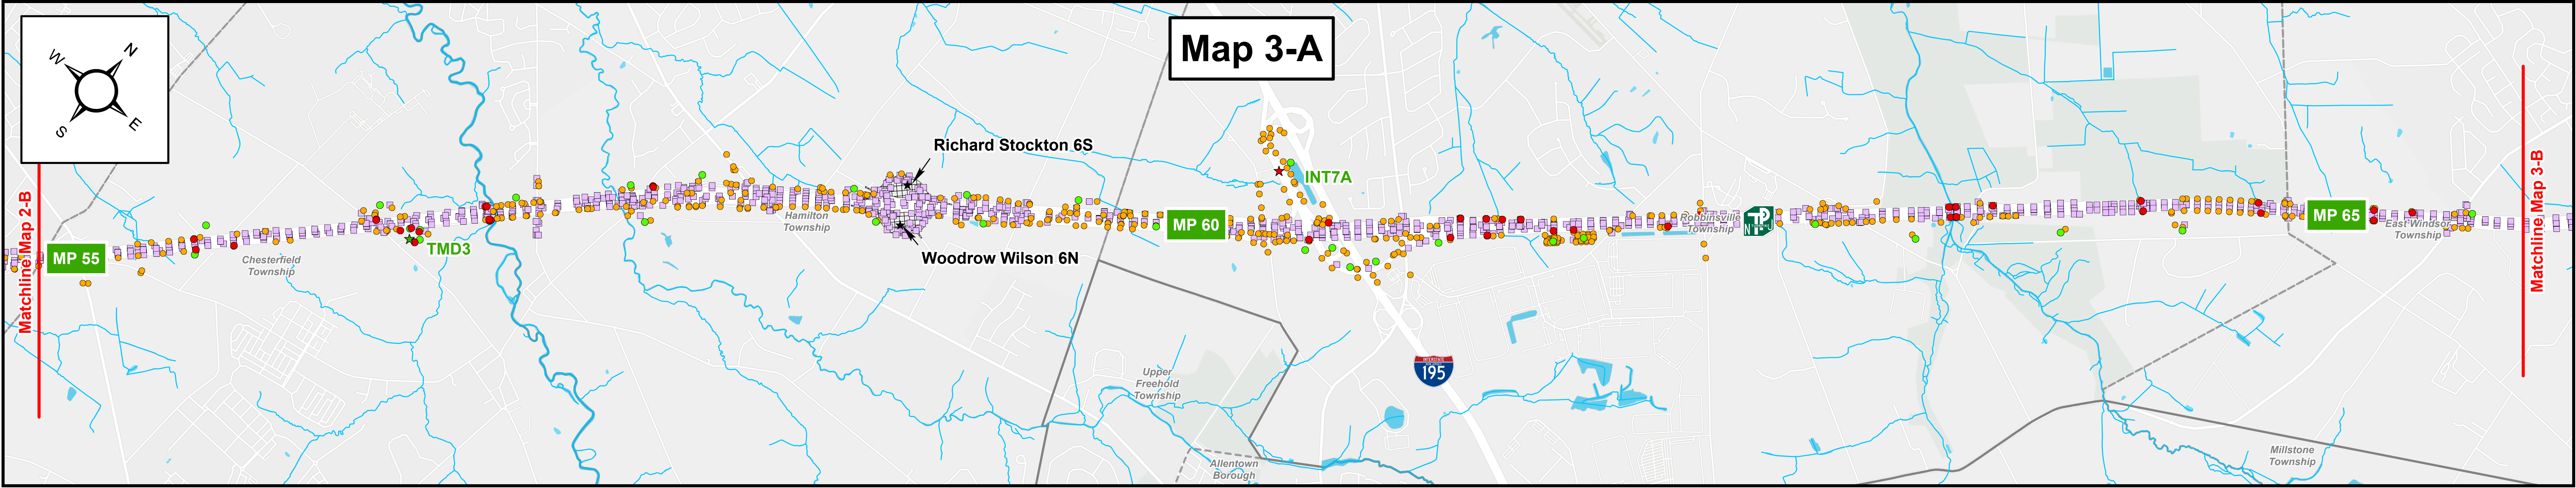 Map 3-A
W
N
S
E
Matchline Map 2-B
MP 55
Chesterfield
Township
TMD3
Richard Stockton 6S
Woodrow Wilson 6N
Hamilton
Township
MP 60
INT7A
Upper
Freehold
Township
Allentown
Borough
INTERSTATE
195
Robbinsville
Township
N TP J
MP 65
East Windsor
Township
Millstone
Township
Matchline Map 3-B